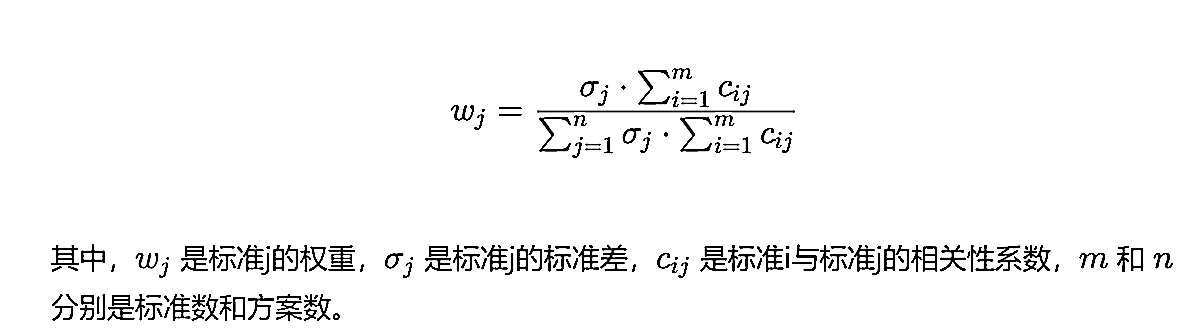 $w_j = \frac{\sigma_j \cdot \sum_{i=1}^{m} c_{ij}}{\sum_{j=1}^{n} \sigma_j \cdot \sum_{i=1}^{m} c_{ij}}$
其中，$w_j$ 是标准j的权重，$\sigma_j$ 是标准j的标准差，$c_{ij}$ 是标准i与标准j的相关性系数，$m$ 和 $n$
分别是标准数和方案数。